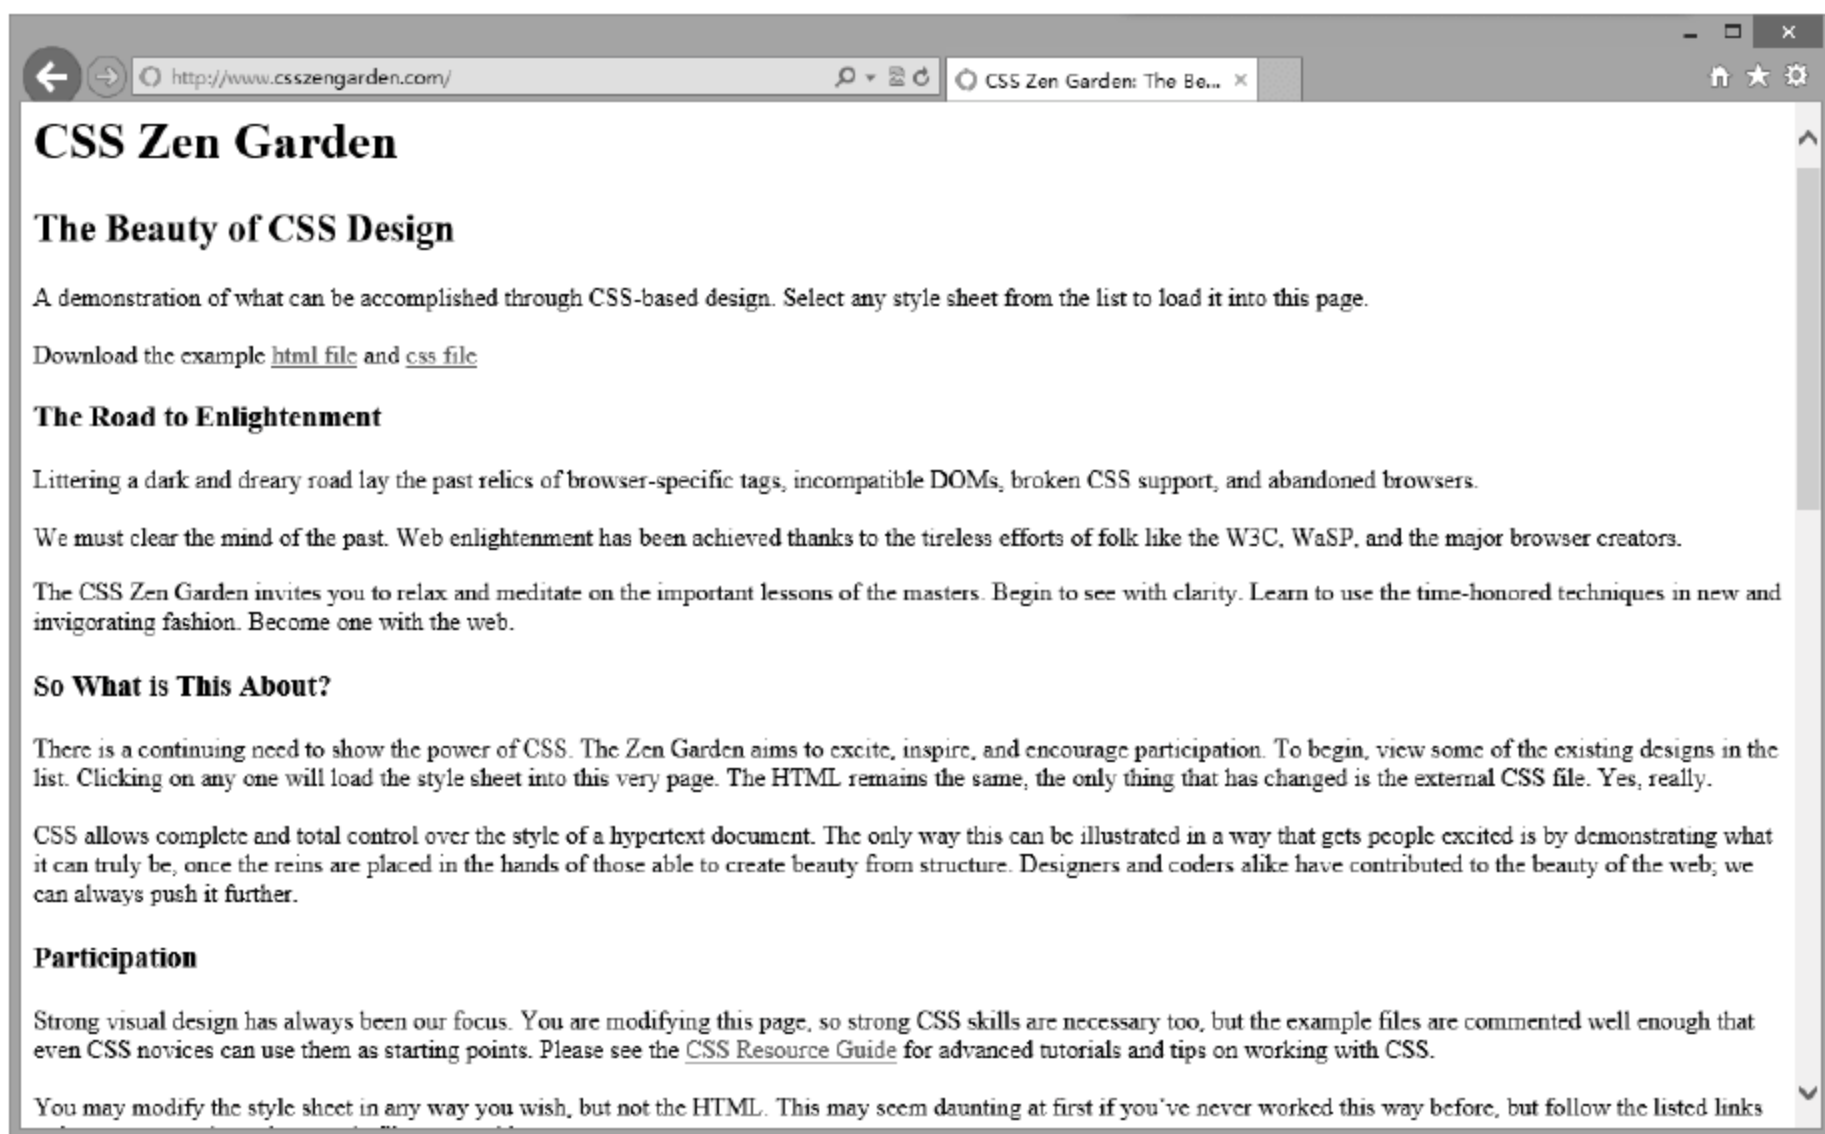 http://www.csszengarden.com/
CSS Zen Garden: The Be...
CSS Zen Garden
The Beauty of CSS Design
A demonstration of what can be accomplished through CSS-based design. Select any style sheet from the list to load it into this page.
Download the example html file and css file
The Road to Enlightenment
Littering a dark and dreary road lay the past relics of browser-specific tags, incompatible DOMs, broken CSS support, and abandoned browsers.
We must clear the mind of the past. Web enlightenment has been achieved thanks to the tireless efforts of folk like the W3C, WaSP, and the major browser creators.
The CSS Zen Garden invites you to relax and meditate on the important lessons of the masters. Begin to see with clarity. Learn to use the time-honored techniques in new and
invigorating fashion. Become one with the web.
So What is This About?
There is a continuing need to show the power of CSS. The Zen Garden aims to excite, inspire, and encourage participation. To begin, view some of the existing designs in the
list. Clicking on any one will load the style sheet into this very page. The HTML remains the same, the only thing that has changed is the external CSS file. Yes, really.
CSS allows complete and total control over the style of a hypertext document. The only way this can be illustrated in a way that gets people excited is by demonstrating what
it can truly be, once the reins are placed in the hands of those able to create beauty from structure. Designers and coders alike have contributed to the beauty of the web; we
can always push it further.
Participation
Strong visual design has always been our focus. You are modifying this page, so strong CSS skills are necessary too, but the example files are commented well enough that
even CSS novices can use them as starting points. Please see the CSS Resource Guide for advanced tutorials and tips on working with CSS.
You may modify the style sheet in any way you wish, but not the HTML. This may seem daunting at first if you've never worked this way before, but follow the listed links